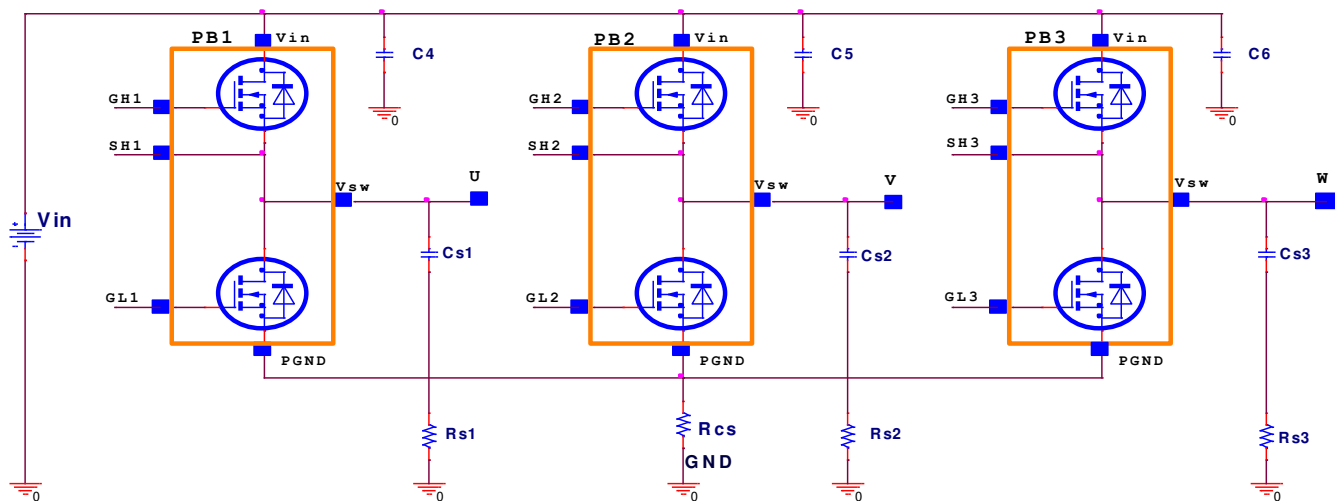 PB1
Vin
C4
PB2
Vin
C5
PB3
Vin
C6
0
0
0
GH1
GH2
GH3
SH1
SH2
SH3
Vsw
U
Vsw
V
Vsw
W
+
Vin
-
Cs1
Cs2
Cs3
GL1
GL2
GL3
PGND
PGND
PGND
Rs1
Rcs
Rs2
Rs3
GND
0
0
0
0
0